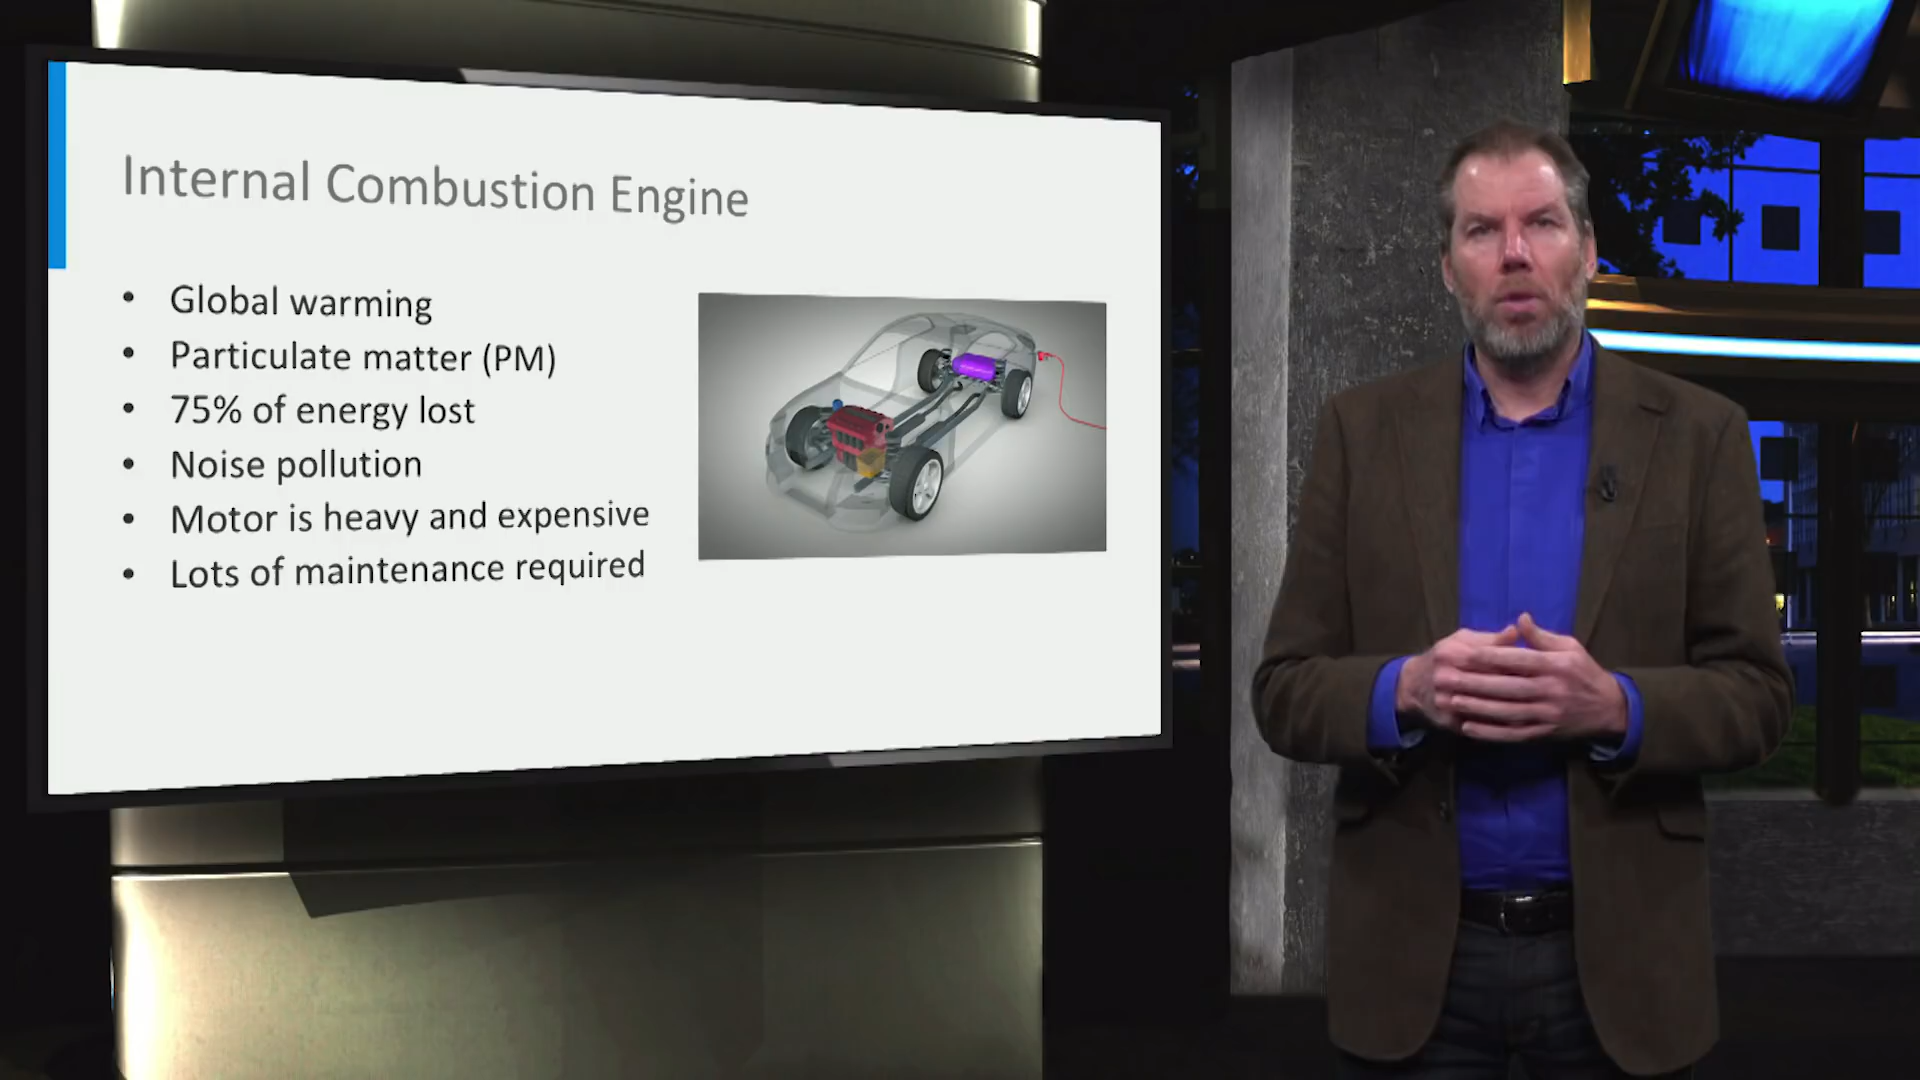 Internal Combustion Engine
• Global warming
• Particulate matter (PM)
• 75% of energy lost
• Noise pollution
• Motor is heavy and expensive
• Lots of maintenance required